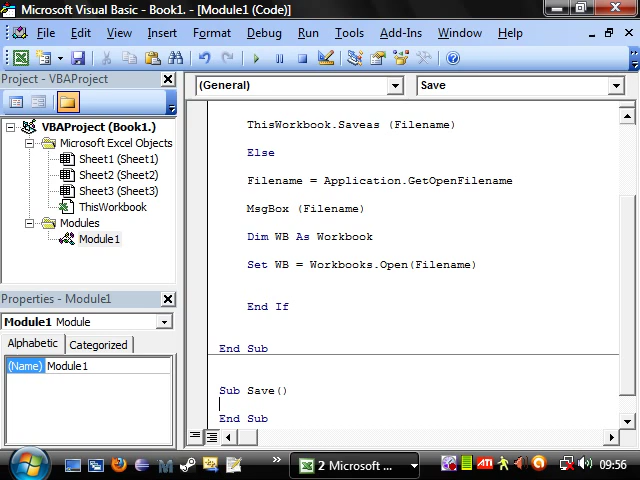 Microsoft Visual Basic - Book1. - [Module1 (Code)]
File Edit View Insert Format Debug Run Tools Add-Ins Window Help
Project - VBAProject
VBAProject (Book1.)
Microsoft Excel Objects
Sheet1 (Sheet1)
Sheet2 (Sheet2)
Sheet3 (Sheet3)
ThisWorkbook
Modules
Module1
Properties - Module1
Module1 Module
Alphabetic Categorized
(Name) Module1
(General) Save
ThisWorkbook.Saveas (Filename)
Else
Filename = Application.GetOpenFilename
MsgBox (Filename)
Dim WB As Workbook
Set WB = Workbooks.Open(Filename)
End If
End Sub
Sub Save()
End Sub
2 Microsoft ... ATI 09:56